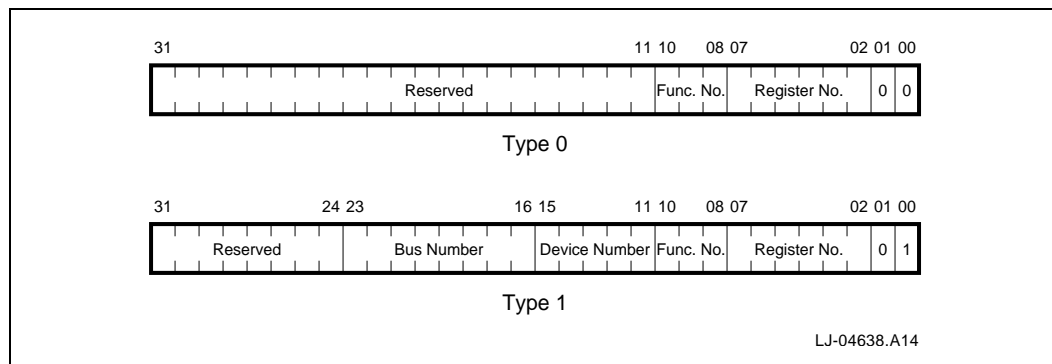 31 11 10 08 07 02 01 00
Reserved Func. No. Register No. 0 0
Type 0
31 24 23 16 15 11 10 08 07 02 01 00
Reserved Bus Number Device Number Func. No. Register No. 0 1
Type 1
LJ-04638.A14